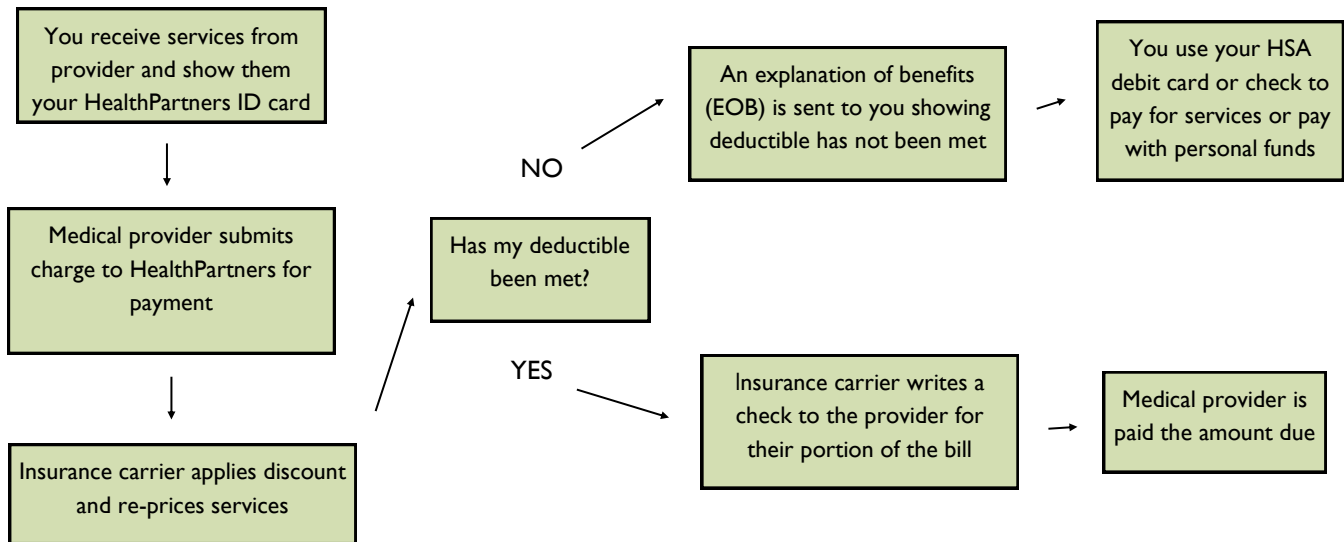 You receive services from
provider and show them
your HealthPartners ID card
Medical provider submits
charge to HealthPartners for
payment
Insurance carrier applies discount
and re-prices services
Has my deductible
been met?
NO
An explanation of benefits
(EOB) is sent to you showing
deductible has not been met
You use your HSA
debit card or check to
pay for services or pay
with personal funds
YES
Insurance carrier writes a
check to the provider for
their portion of the bill
Medical provider is
paid the amount due